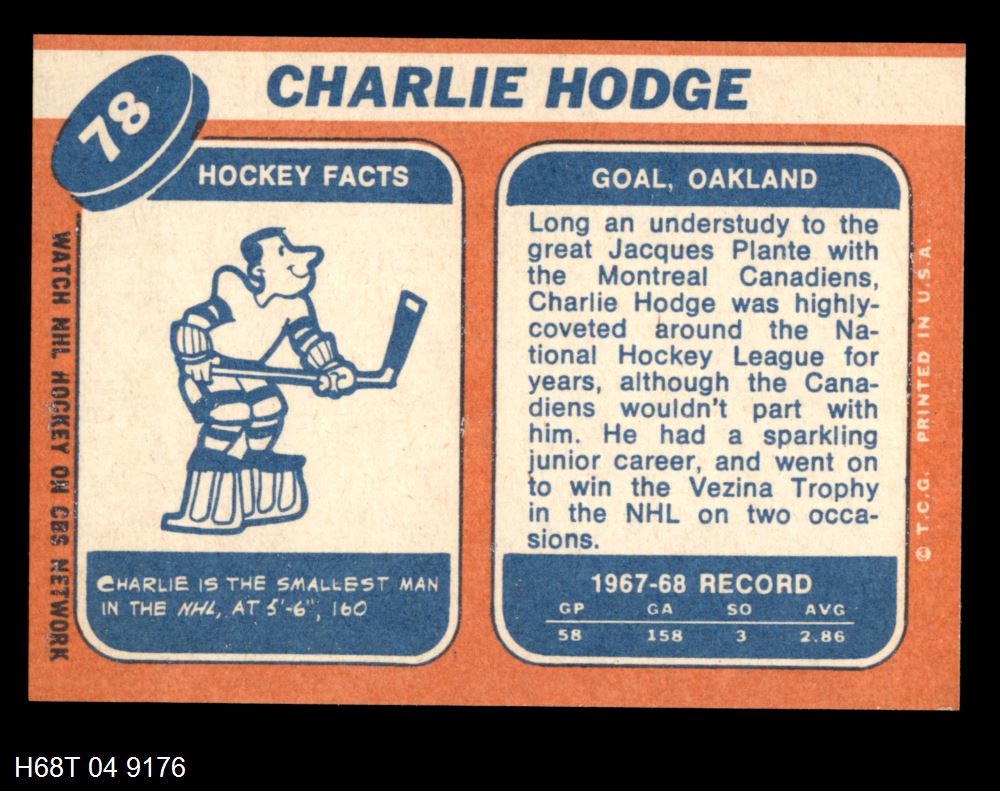 CHARLIE HODGE
78
HOCKEY FACTS
CHARLIE IS THE SMALLEST MAN
IN THE NHL, AT 5'-6", 160
GOAL, OAKLAND
Long an understudy to the
great Jacques Plante with
the Montreal Canadiens,
Charlie Hodge was highly-
coveted around the Na-
tional Hockey League for
years, although the Cana-
diens wouldn't part with
him. He had a sparkling
junior career, and went on
to win the Vezina Trophy
in the NHL on two occa-
sions.
1967-68 RECORD
GP GA SO AVG
58 158 3 2.86
WATCH NHL HOCKEY ON CBS NETWORK
© T.C.G. PRINTED IN U.S.A.
H68T 04 9176